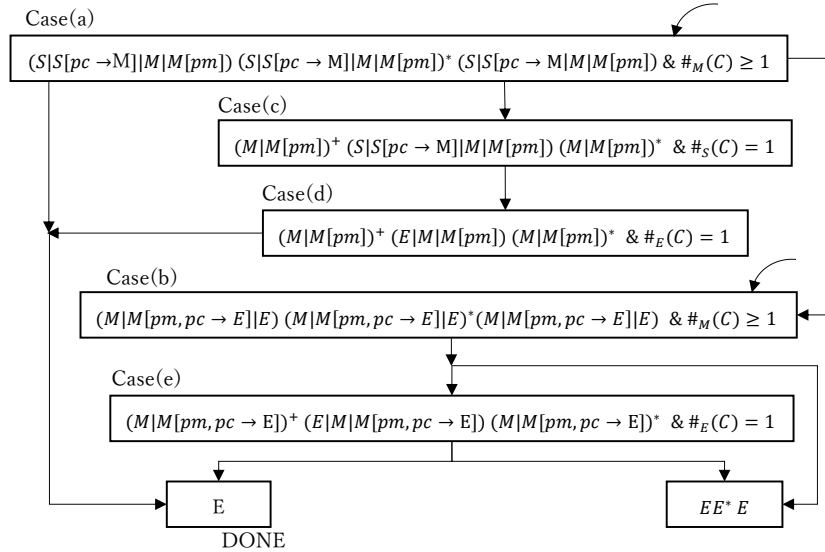 Case(a)
(S|S[pc →M]|M|M[pm]) (S|S[pc → M]|M|M[pm])* (S|S[pc → M|M|M[pm]) & #_M(C) ≥ 1
Case(c)
(M|M[pm])⁺ (S|S[pc → M]|M|M[pm]) (M|M[pm])* & #_S(C) = 1
Case(d)
(M|M[pm])⁺ (E|M|M[pm]) (M|M[pm])* & #_E(C) = 1
Case(b)
(M|M[pm, pc → E]|E) (M|M[pm, pc → E]|E)*(M|M[pm, pc → E]|E) & #_M(C) ≥ 1
Case(e)
(M|M[pm, pc → E])⁺ (E|M|M[pm, pc → E]) (M|M[pm, pc → E])* & #_E(C) = 1
E
EE* E
DONE